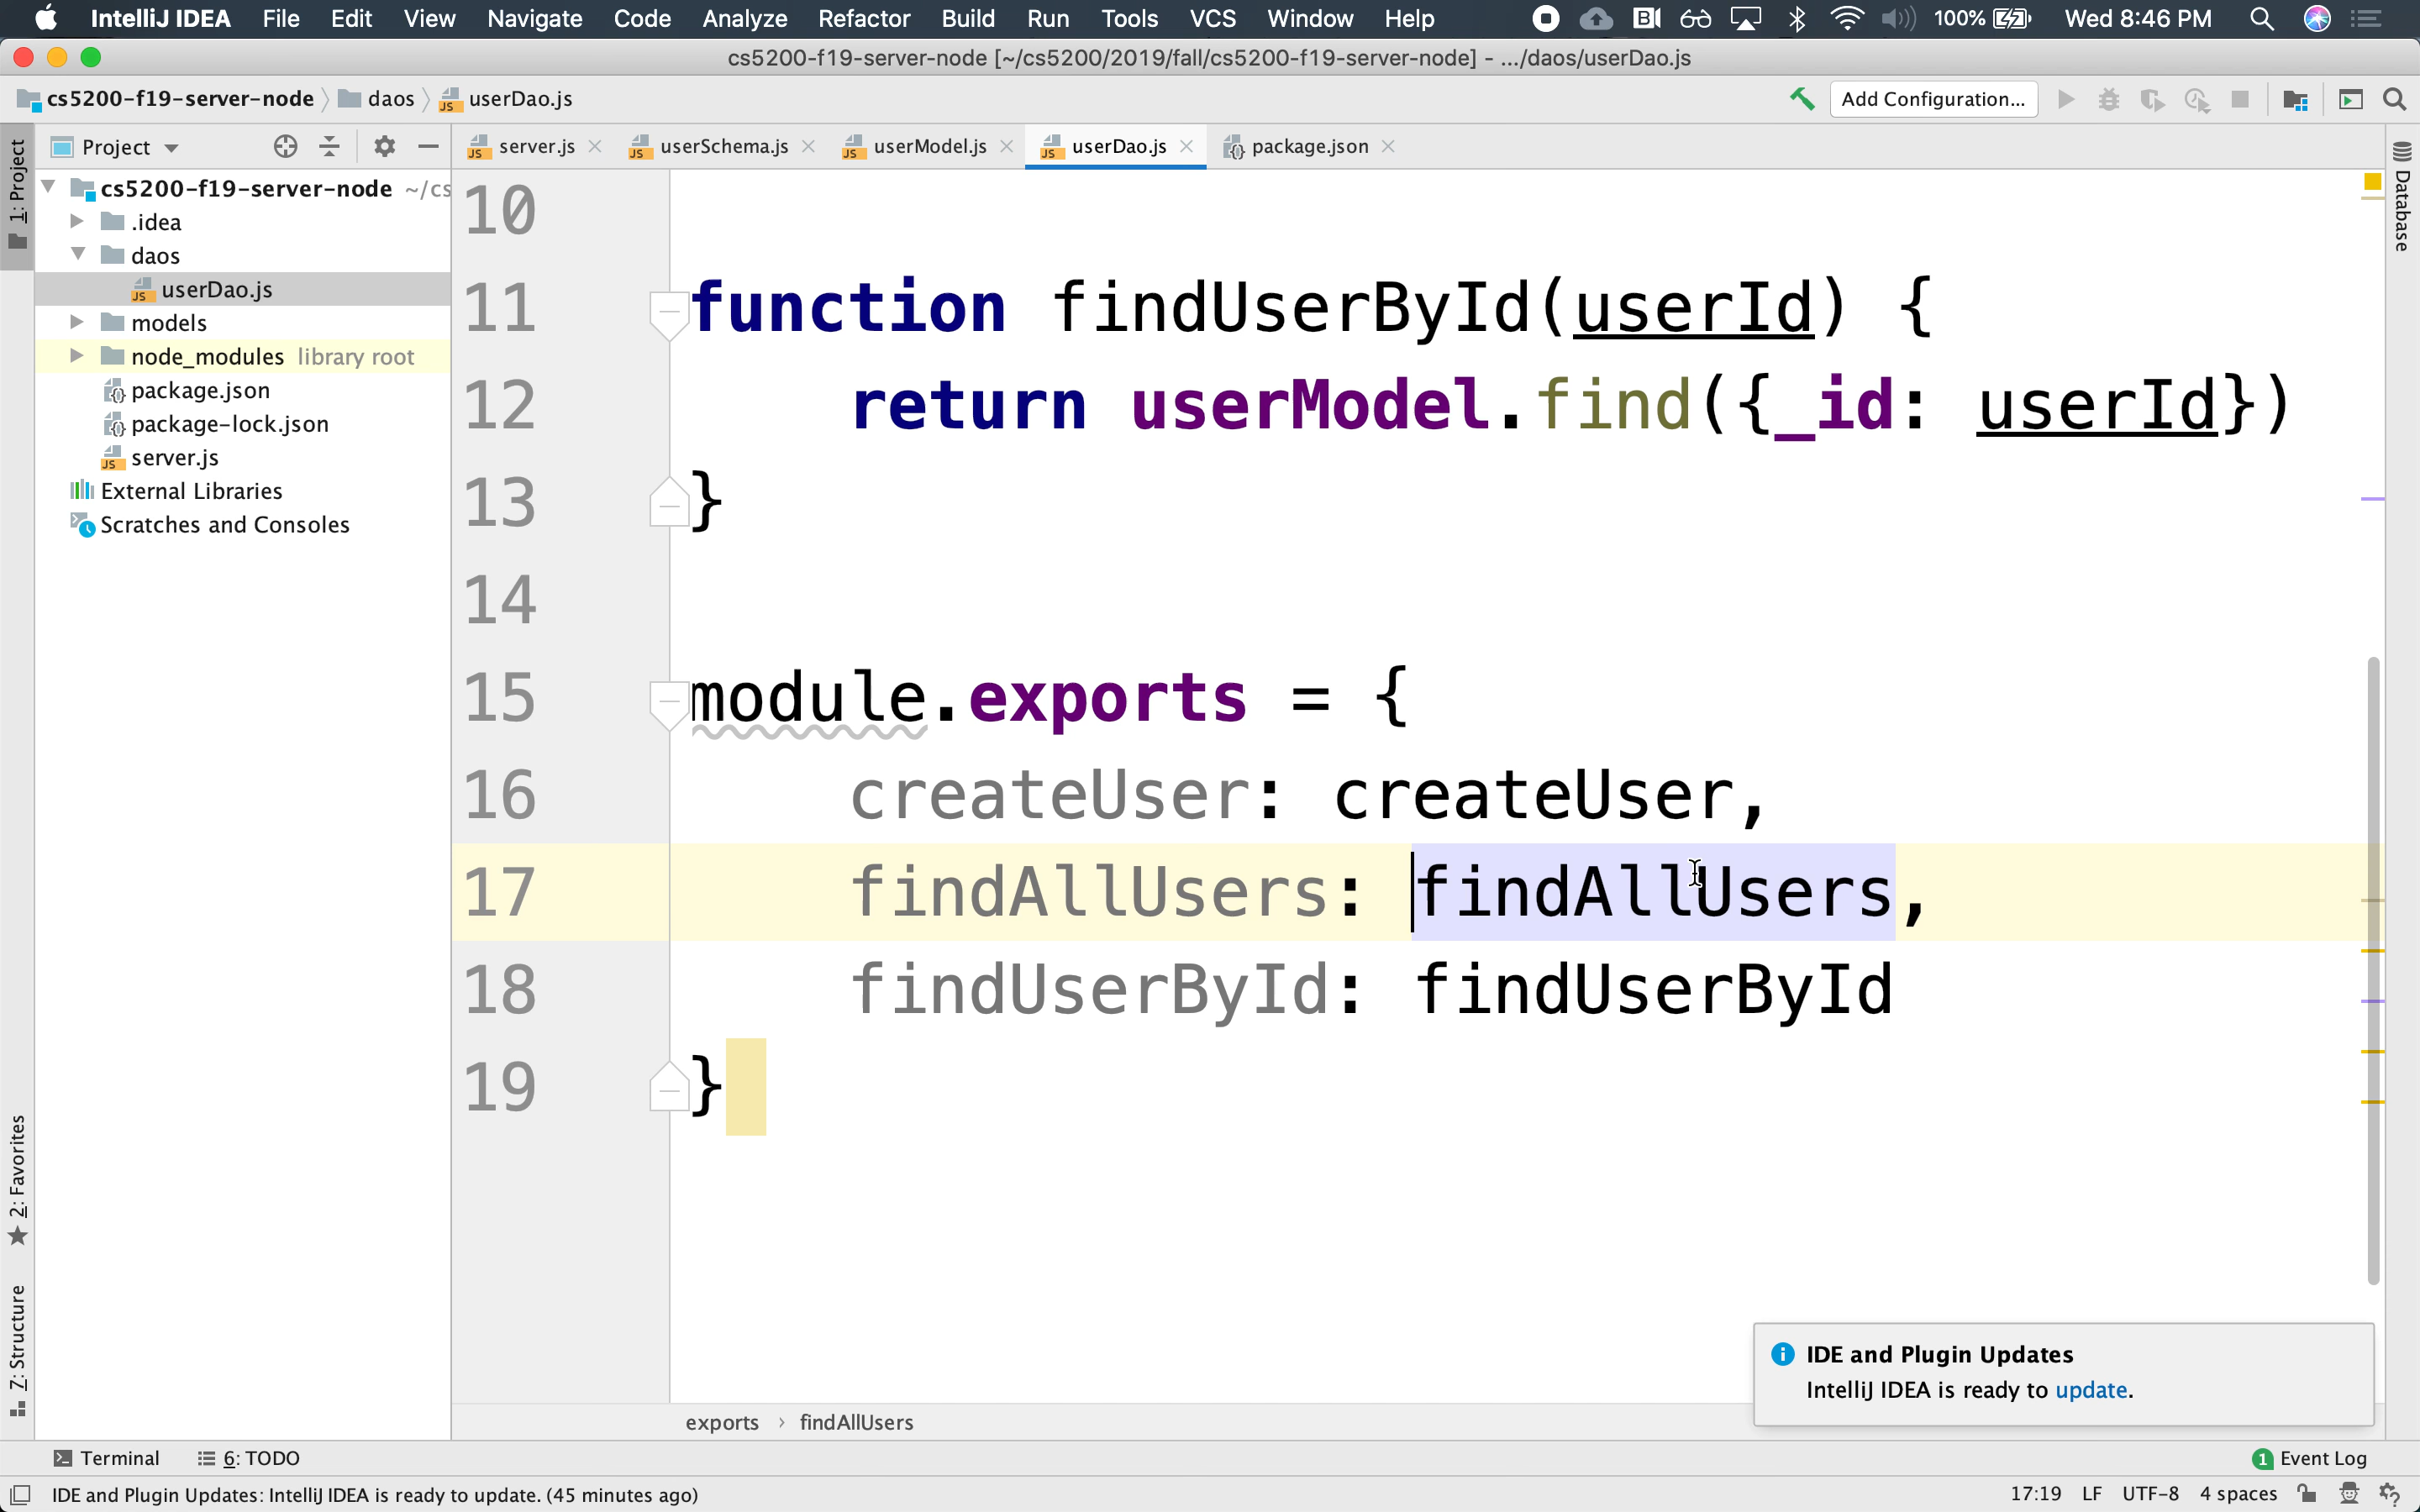 IntelliJ IDEA File Edit View Navigate Code Analyze Refactor Build Run Tools VCS Window Help 100% Wed 8:46 PM
cs5200-f19-server-node [~/cs5200/2019/fall/cs5200-f19-server-node] - .../daos/userDao.js
cs5200-f19-server-node daos userDao.js Add Configuration...
Project server.js userSchema.js userModel.js userDao.js package.json
1: Project
cs5200-f19-server-node ~/cs
.idea
daos
userDao.js
models
node_modules library root
package.json
package-lock.json
server.js
External Libraries
Scratches and Consoles
2: Favorites
7: Structure
10
11 function findUserById(userId) {
12 return userModel.find({_id: userId})
13 }
14
15 module.exports = {
16 createUser: createUser,
17 findAllUsers: findAllUsers,
18 findUserById: findUserById
19 }
Database
IDE and Plugin Updates
IntelliJ IDEA is ready to update.
exports › findAllUsers
Terminal 6: TODO 1 Event Log
IDE and Plugin Updates: IntelliJ IDEA is ready to update. (45 minutes ago) 17:19 LF UTF-8 4 spaces